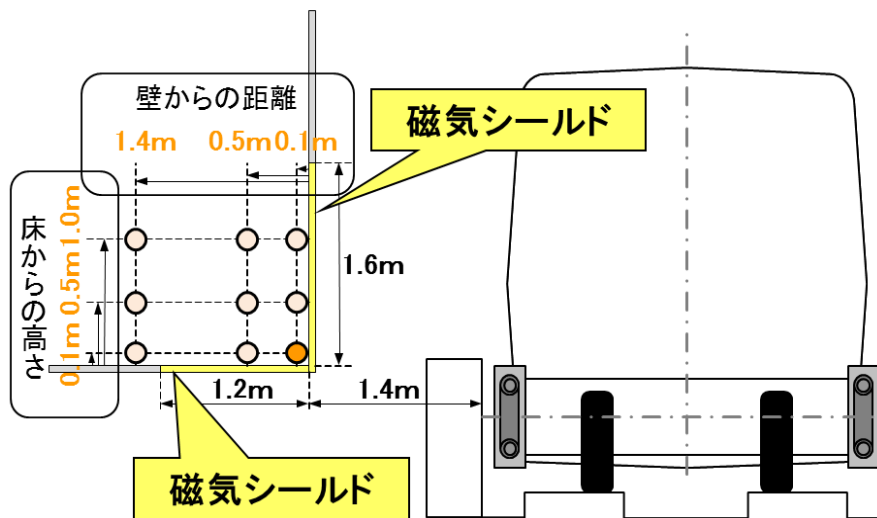 壁からの距離
1.4m 0.5m 0.1m
磁気シールド
床からの高さ
0.1m 0.5m 1.0m
1.6m
1.2m
1.4m
磁気シールド